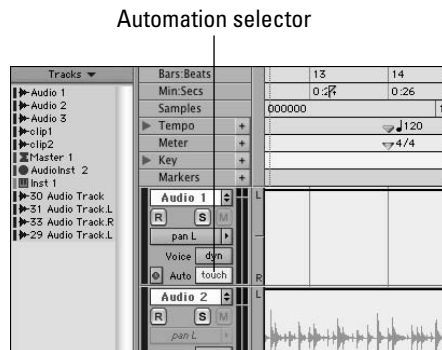 Automation selector
Tracks
Audio 1
Audio 2
Audio 3
clip1
clip2
Master 1
AudioInst 2
Inst 1
30 Audio Track
31 Audio Track.L
33 Audio Track.R
29 Audio Track.L
Bars:Beats 13 14
Min:Secs 0:26
Samples 000000
Tempo + 120
Meter + 4/4
Key +
Markers +
Audio 1 L
R S M
pan L
Voice dyn
Auto touch R
Audio 2 L
R S M
pan L